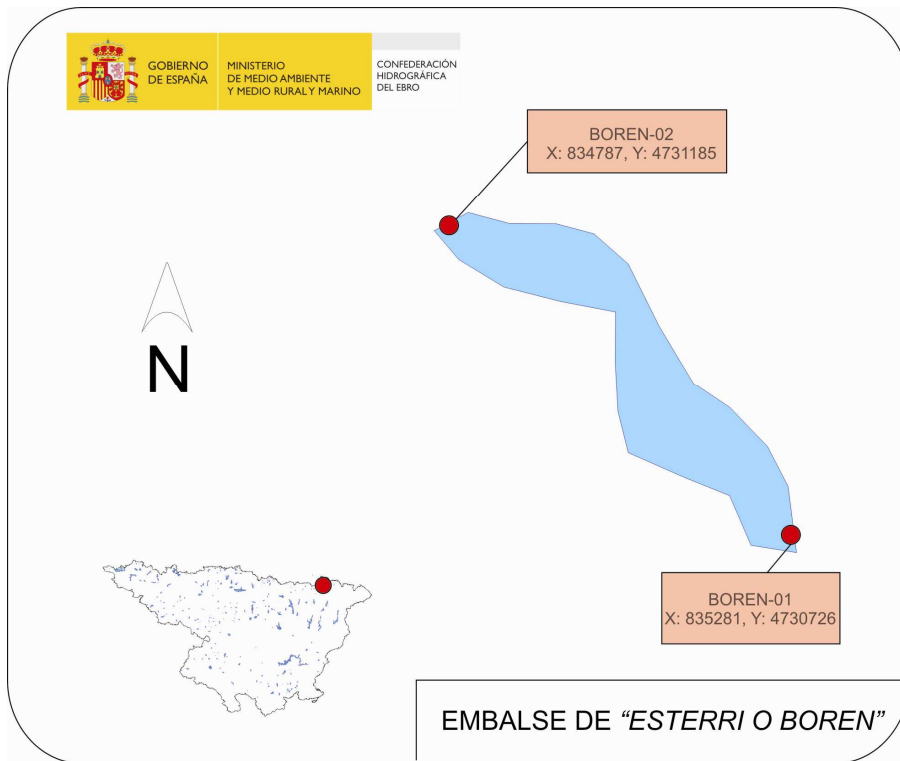 GOBIERNO
DE ESPAÑA
MINISTERIO
DE MEDIO AMBIENTE
Y MEDIO RURAL Y MARINO
CONFEDERACIÓN
HIDROGRÁFICA
DEL EBRO
BOREN-02
X: 834787, Y: 4731185
N
BOREN-01
X: 835281, Y: 4730726
EMBALSE DE “ESTERRI O BOREN”